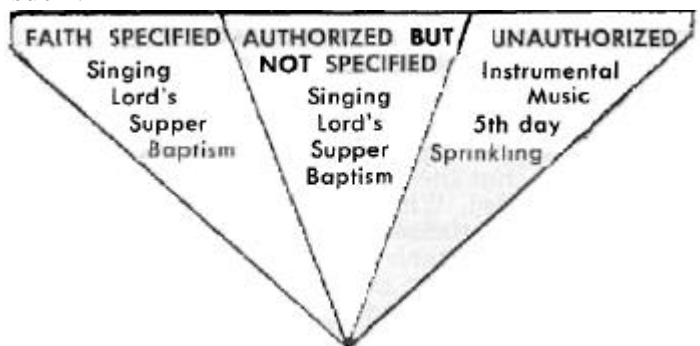 FAITH SPECIFIED
Singing
Lord's
Supper
Baptism
AUTHORIZED BUT
NOT SPECIFIED
Singing
Lord's
Supper
Baptism
UNAUTHORIZED
Instrumental
Music
5th day
Sprinkling